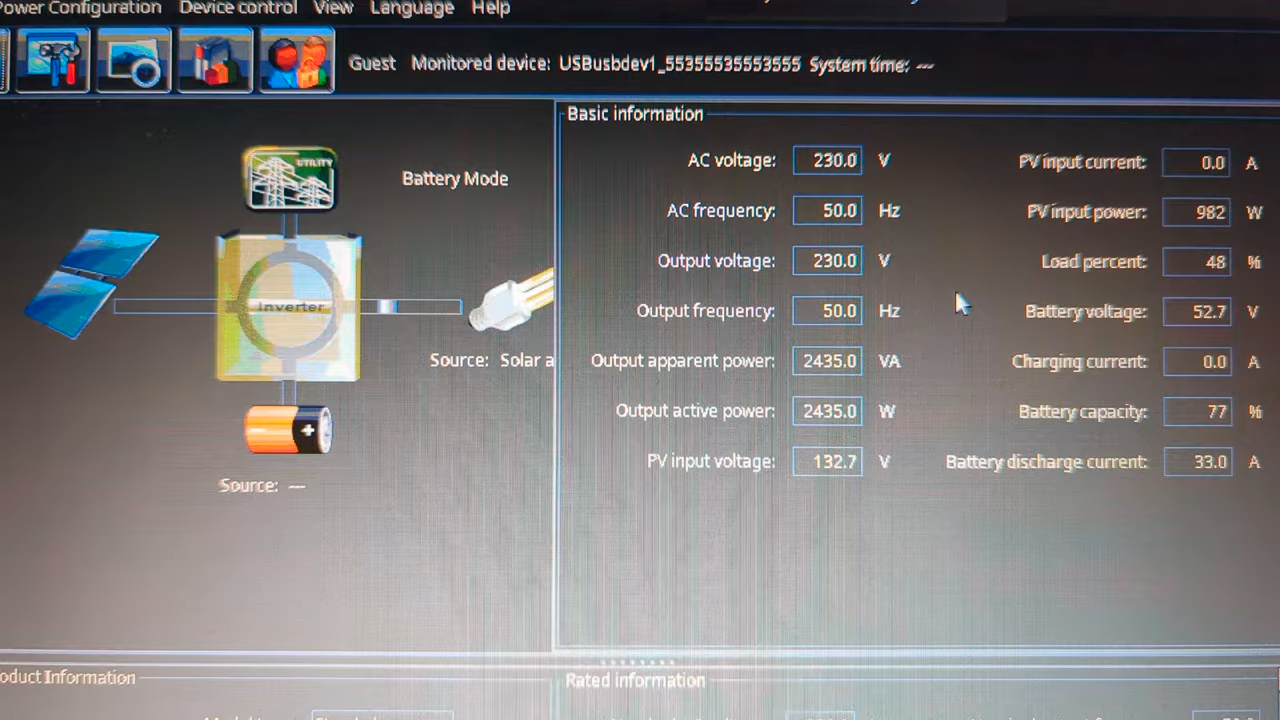 Power Configuration Device control View Language Help
Guest Monitored device: USBusbdev1_55355535553555 System time: ---
Basic information
UTILITY
Battery Mode
Inverter
Source: Solar a
Source: ---
AC voltage: 230.0 V
AC frequency: 50.0 Hz
Output voltage: 230.0 V
Output frequency: 50.0 Hz
Output apparent power: 2435.0 VA
Output active power: 2435.0 W
PV input voltage: 132.7 V
PV input current: 0.0 A
PV input power: 982 W
Load percent: 48 %
Battery voltage: 52.7 V
Charging current: 0.0 A
Battery capacity: 77 %
Battery discharge current: 33.0 A
oduct Information
Rated information